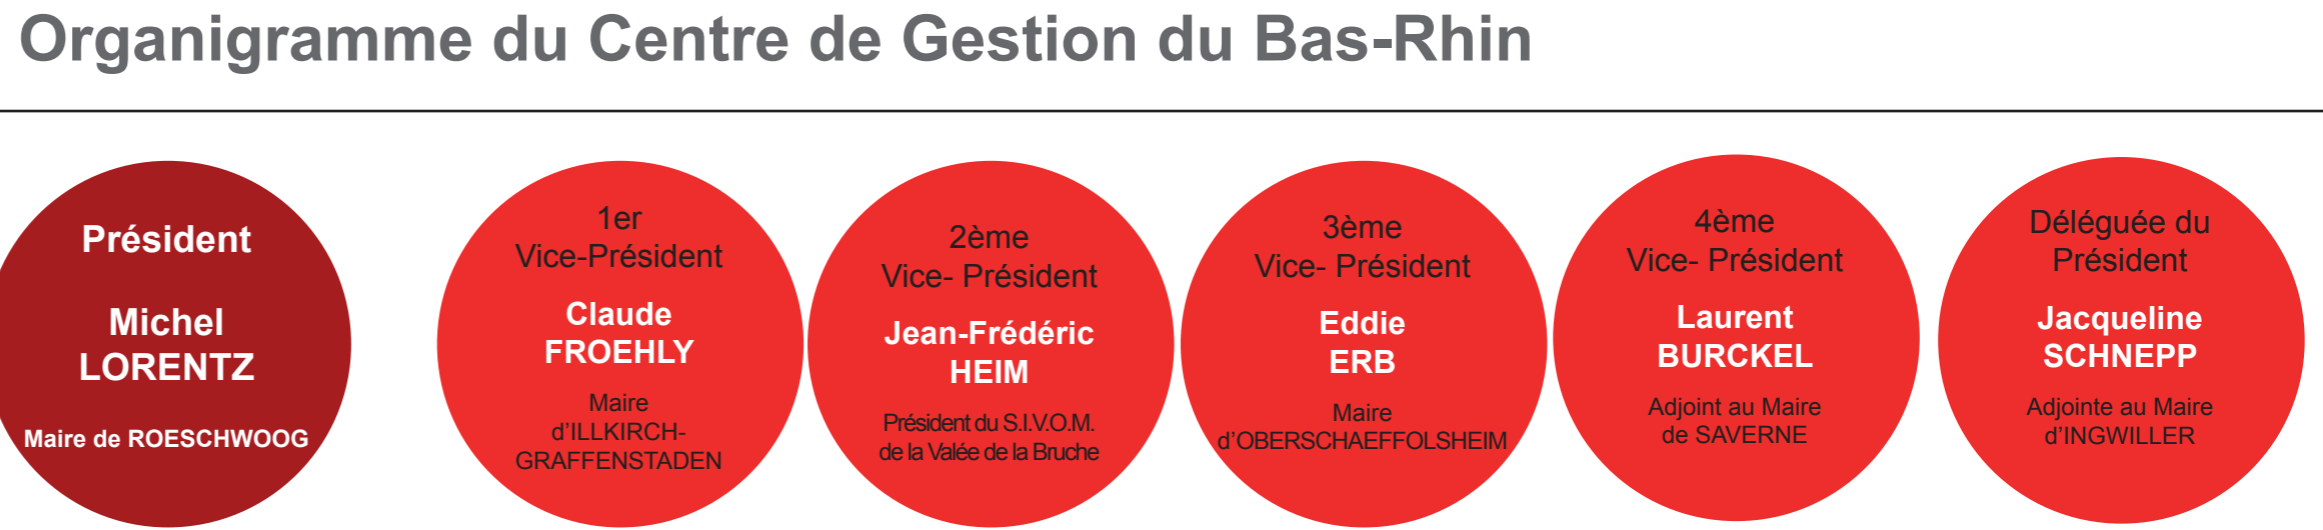 Organigramme du Centre de Gestion du Bas-Rhin
Président
Michel
LORENTZ
Maire de ROESCHWOOG
1er
Vice-Président
Claude
FROEHLY
Maire
d’ILLKIRCH-
GRAFFENSTADEN
2ème
Vice- Président
Jean-Frédéric
HEIM
Président du S.I.V.O.M.
de la Valée de la Bruche
3ème
Vice- Président
Eddie
ERB
Maire
d’OBERSCHAEFFOLSHEIM
4ème
Vice- Président
Laurent
BURCKEL
Adjoint au Maire
de SAVERNE
Déléguée du
Président
Jacqueline
SCHNEPP
Adjointe au Maire
d’INGWILLER